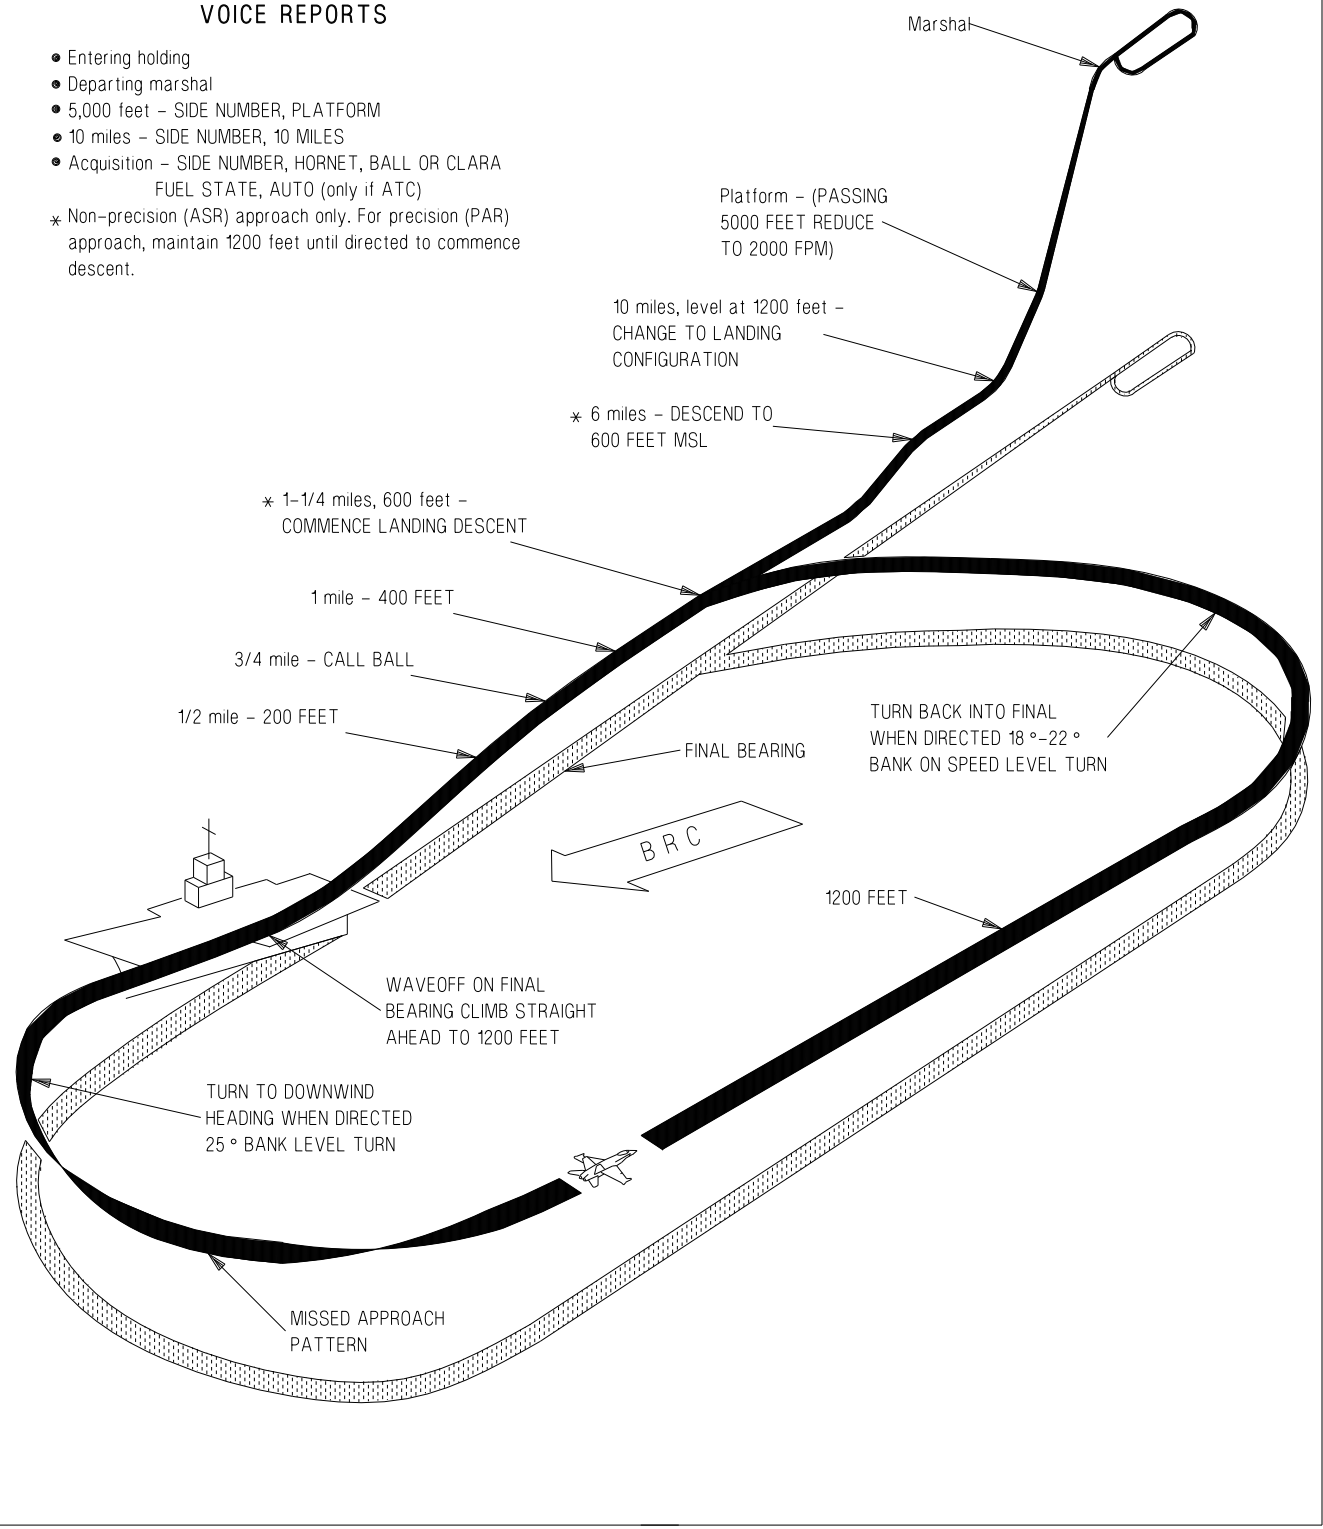 VOICE REPORTS
Entering holding
Departing marshal
5,000 feet – SIDE NUMBER, PLATFORM
10 miles – SIDE NUMBER, 10 MILES
Acquisition – SIDE NUMBER, HORNET, BALL OR CLARA
FUEL STATE, AUTO (only if ATC)
* Non-precision (ASR) approach only. For precision (PAR)
approach, maintain 1200 feet until directed to commence
descent.
Marshal
Platform – (PASSING
5000 FEET REDUCE
TO 2000 FPM)
10 miles, level at 1200 feet –
CHANGE TO LANDING
CONFIGURATION
* 6 miles – DESCEND TO
600 FEET MSL
* 1-1/4 miles, 600 feet –
COMMENCE LANDING DESCENT
1 mile – 400 FEET
3/4 mile – CALL BALL
1/2 mile – 200 FEET
FINAL BEARING
TURN BACK INTO FINAL
WHEN DIRECTED 18°-22°
BANK ON SPEED LEVEL TURN
BRC
1200 FEET
WAVEOFF ON FINAL
BEARING CLIMB STRAIGHT
AHEAD TO 1200 FEET
TURN TO DOWNWIND
HEADING WHEN DIRECTED
25° BANK LEVEL TURN
MISSED APPROACH
PATTERN